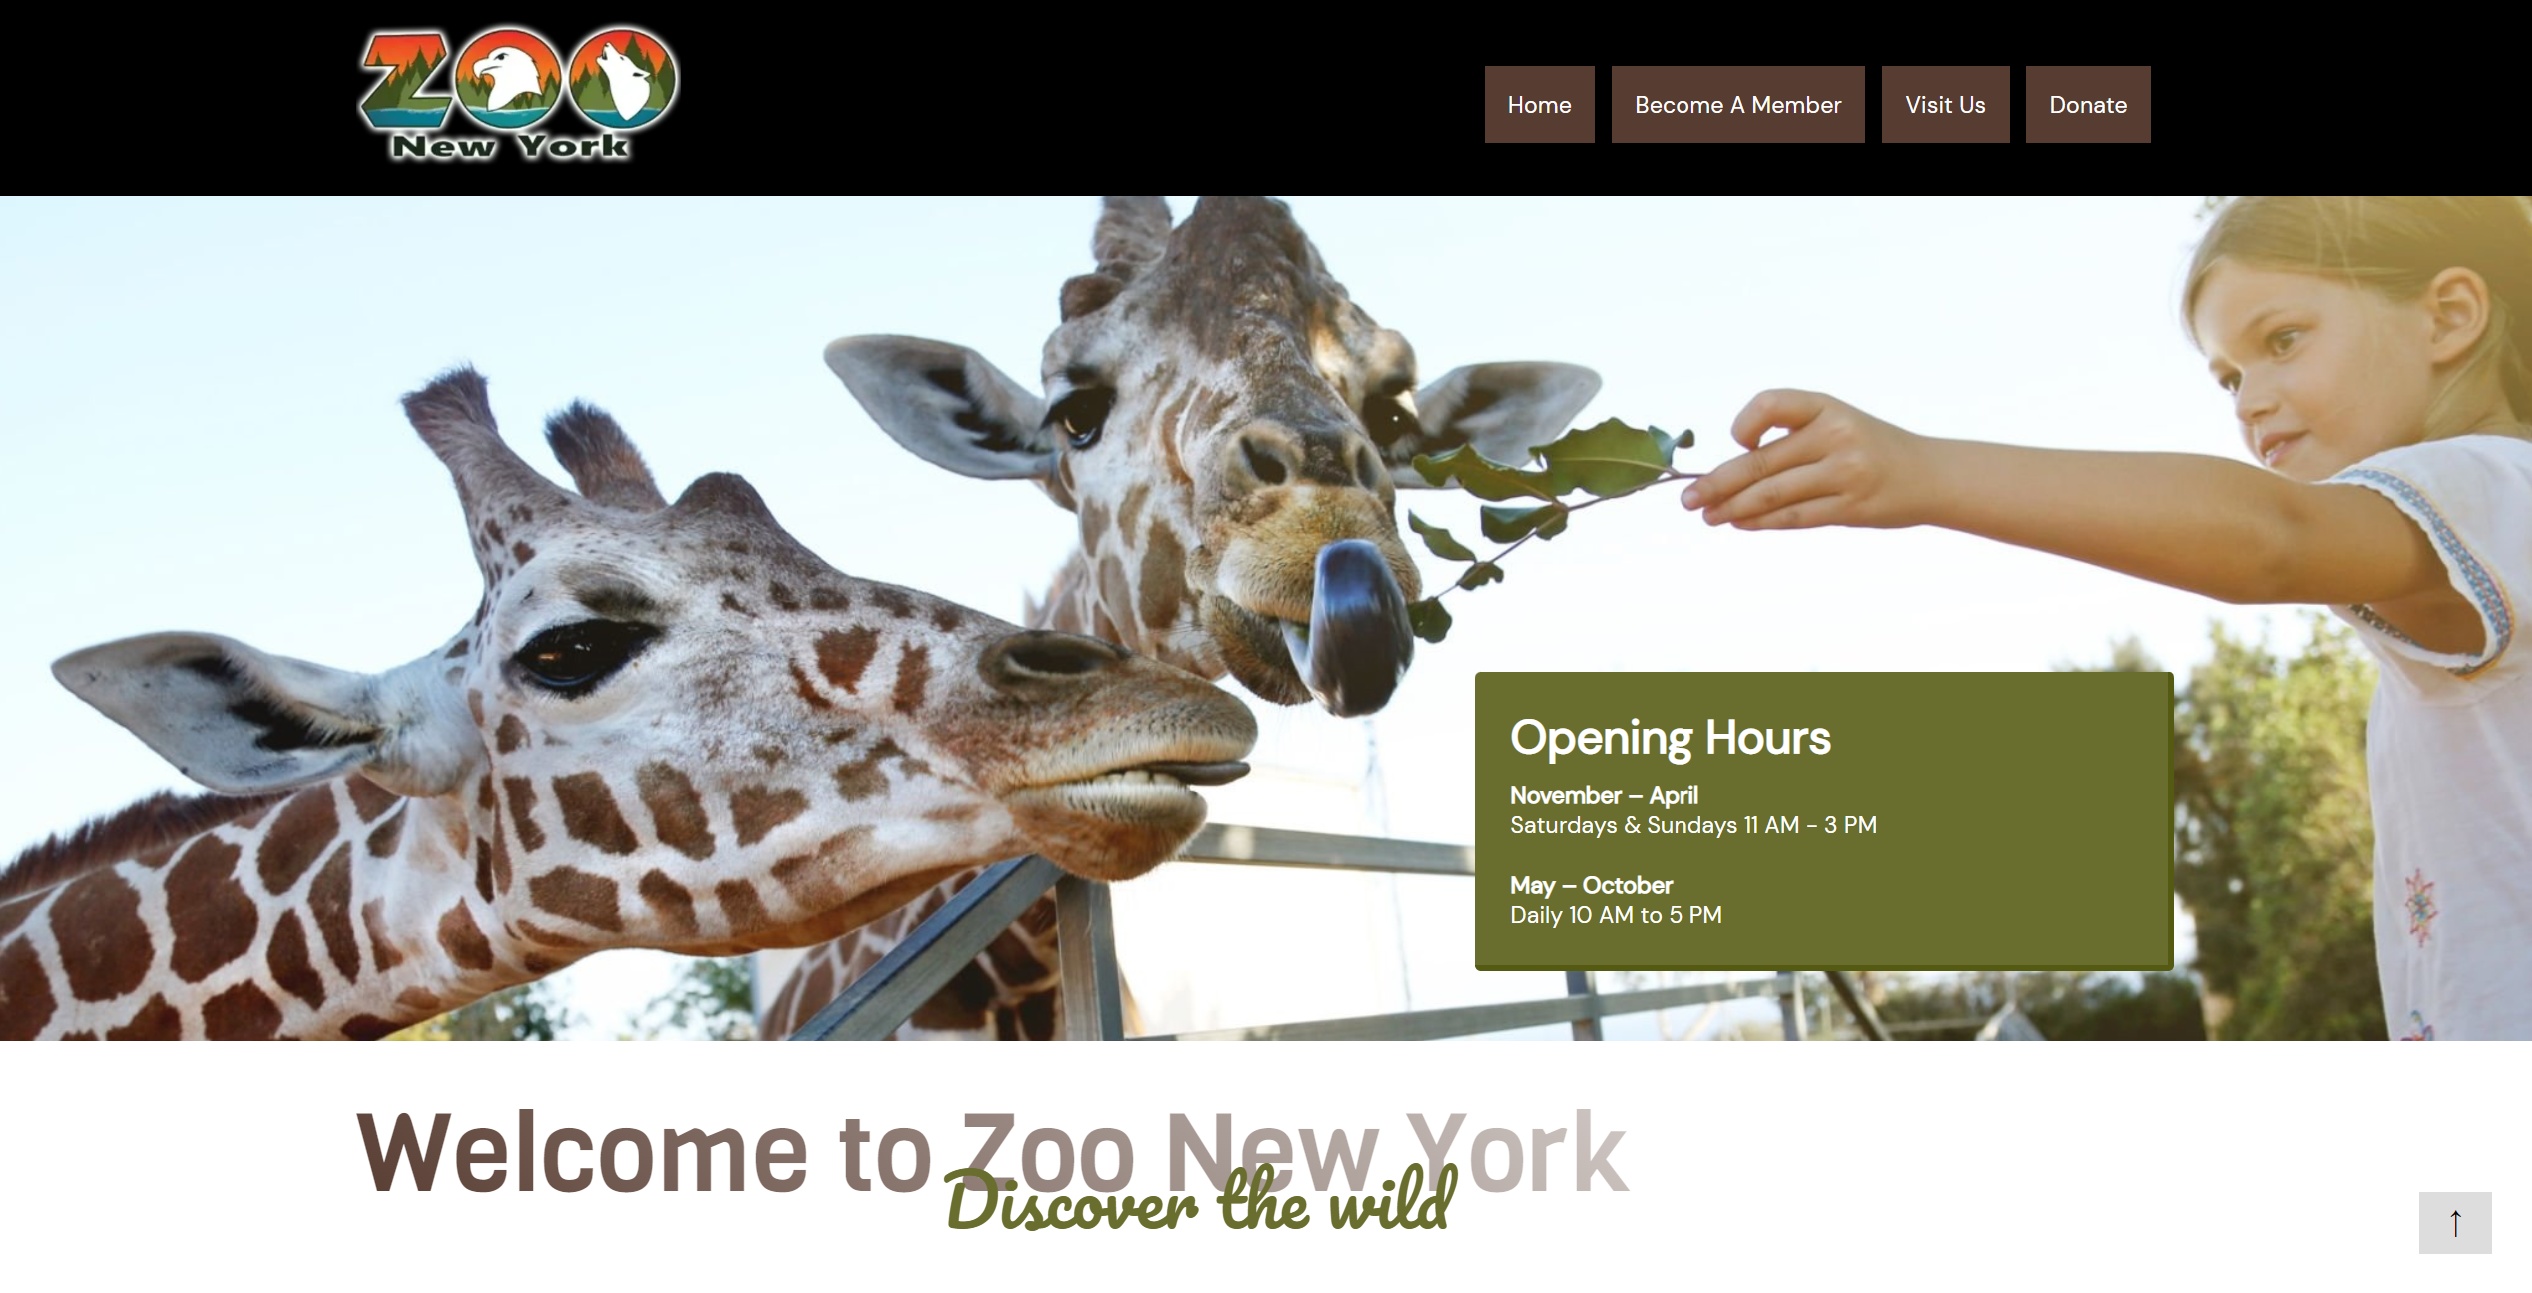 ZOO
New York
Home
Become A Member
Visit Us
Donate
Opening Hours
November – April
Saturdays & Sundays 11 AM - 3 PM
May – October
Daily 10 AM to 5 PM
Welcome to Zoo New York
Discover the wild
↑